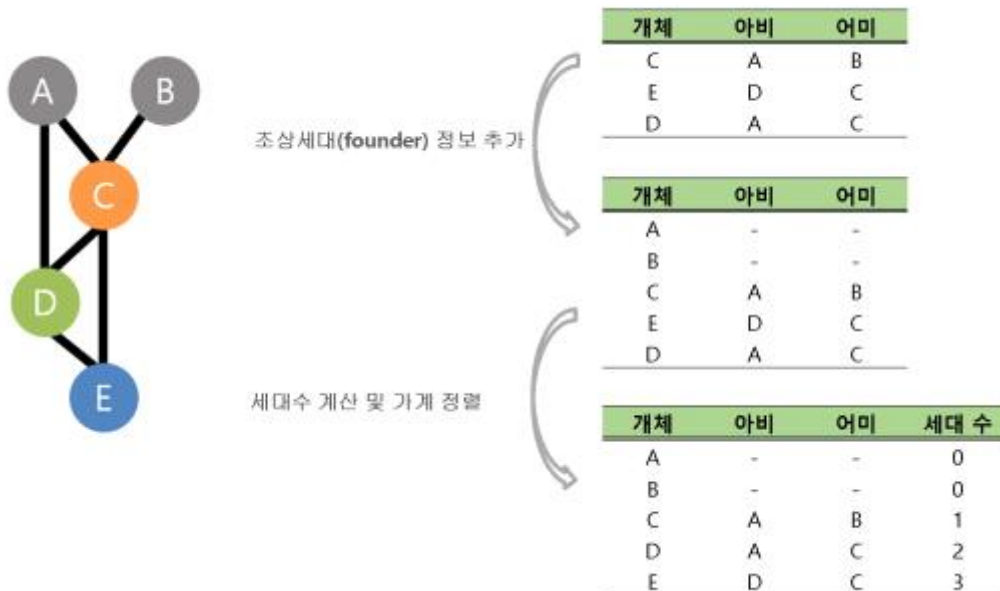 A
B
C
D
E
조상세대(founder) 정보 추가
세대수 계산 및 가계 정렬
개체 아비 어미
C A B
E D C
D A C
개체 아비 어미
A - -
B - -
C A B
E D C
D A C
개체 아비 어미 세대 수
A - - 0
B - - 0
C A B 1
D A C 2
E D C 3